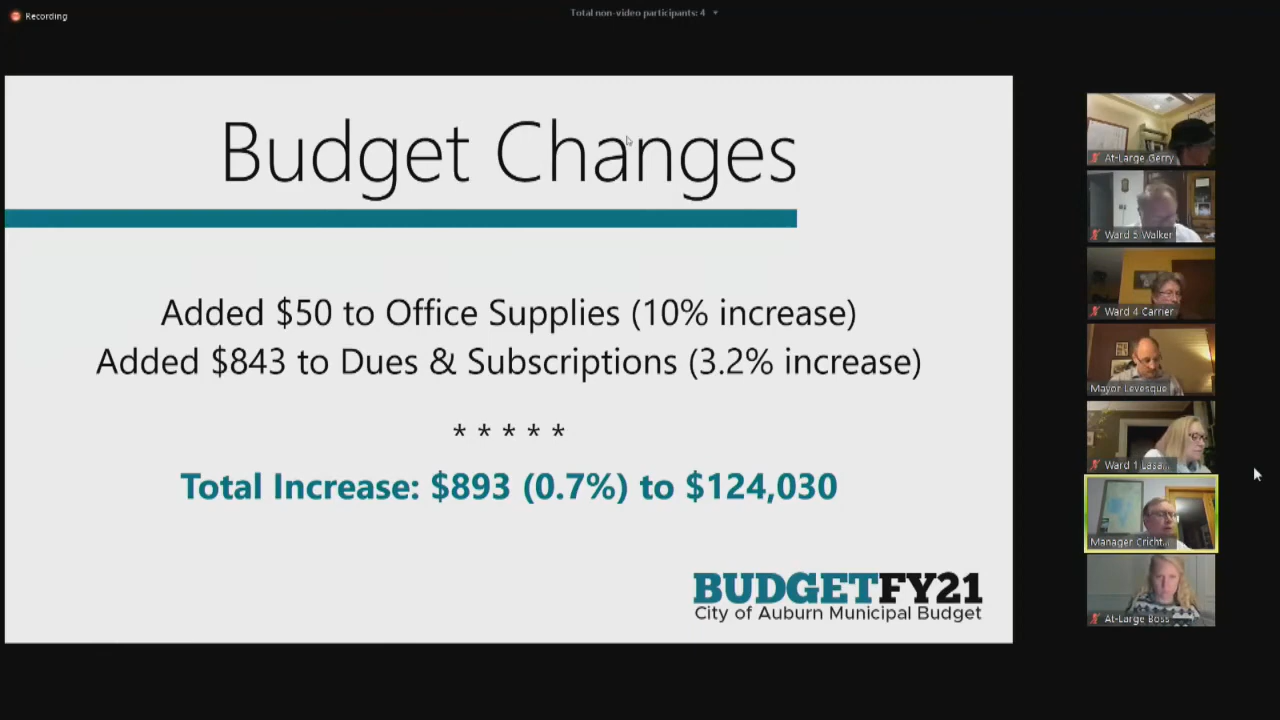 Recording
Total non-video participants: 4
Budget Changes
Added $50 to Office Supplies (10% increase)
Added $843 to Dues & Subscriptions (3.2% increase)
* * * * *
Total Increase: $893 (0.7%) to $124,030
BUDGETFY21
City of Auburn Municipal Budget
At-Large Gerry
Ward 5 Walker
Ward 4 Carrier
Mayor Levesque
Ward 1 Lasa...
Manager Cricht...
At-Large Boss